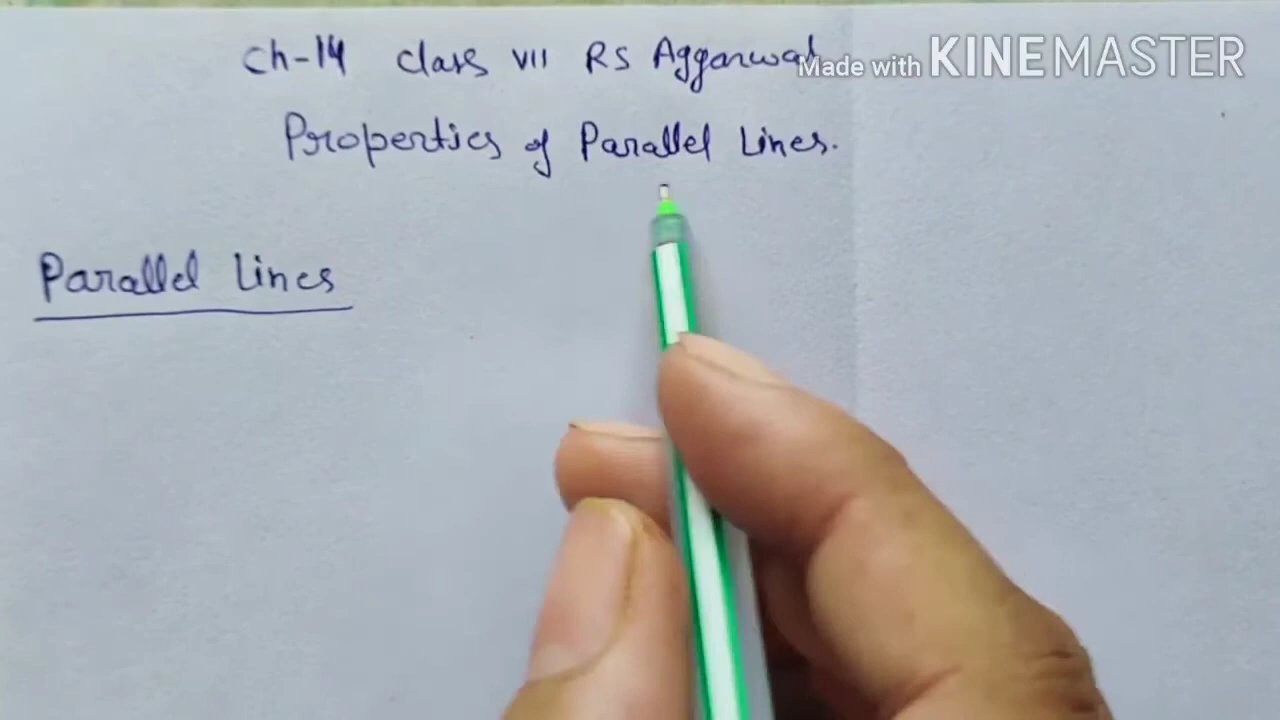 Ch-14 Class VII RS Aggarwal
Made with KINEMASTER
Properties of Parallel Lines.
Parallel Lines